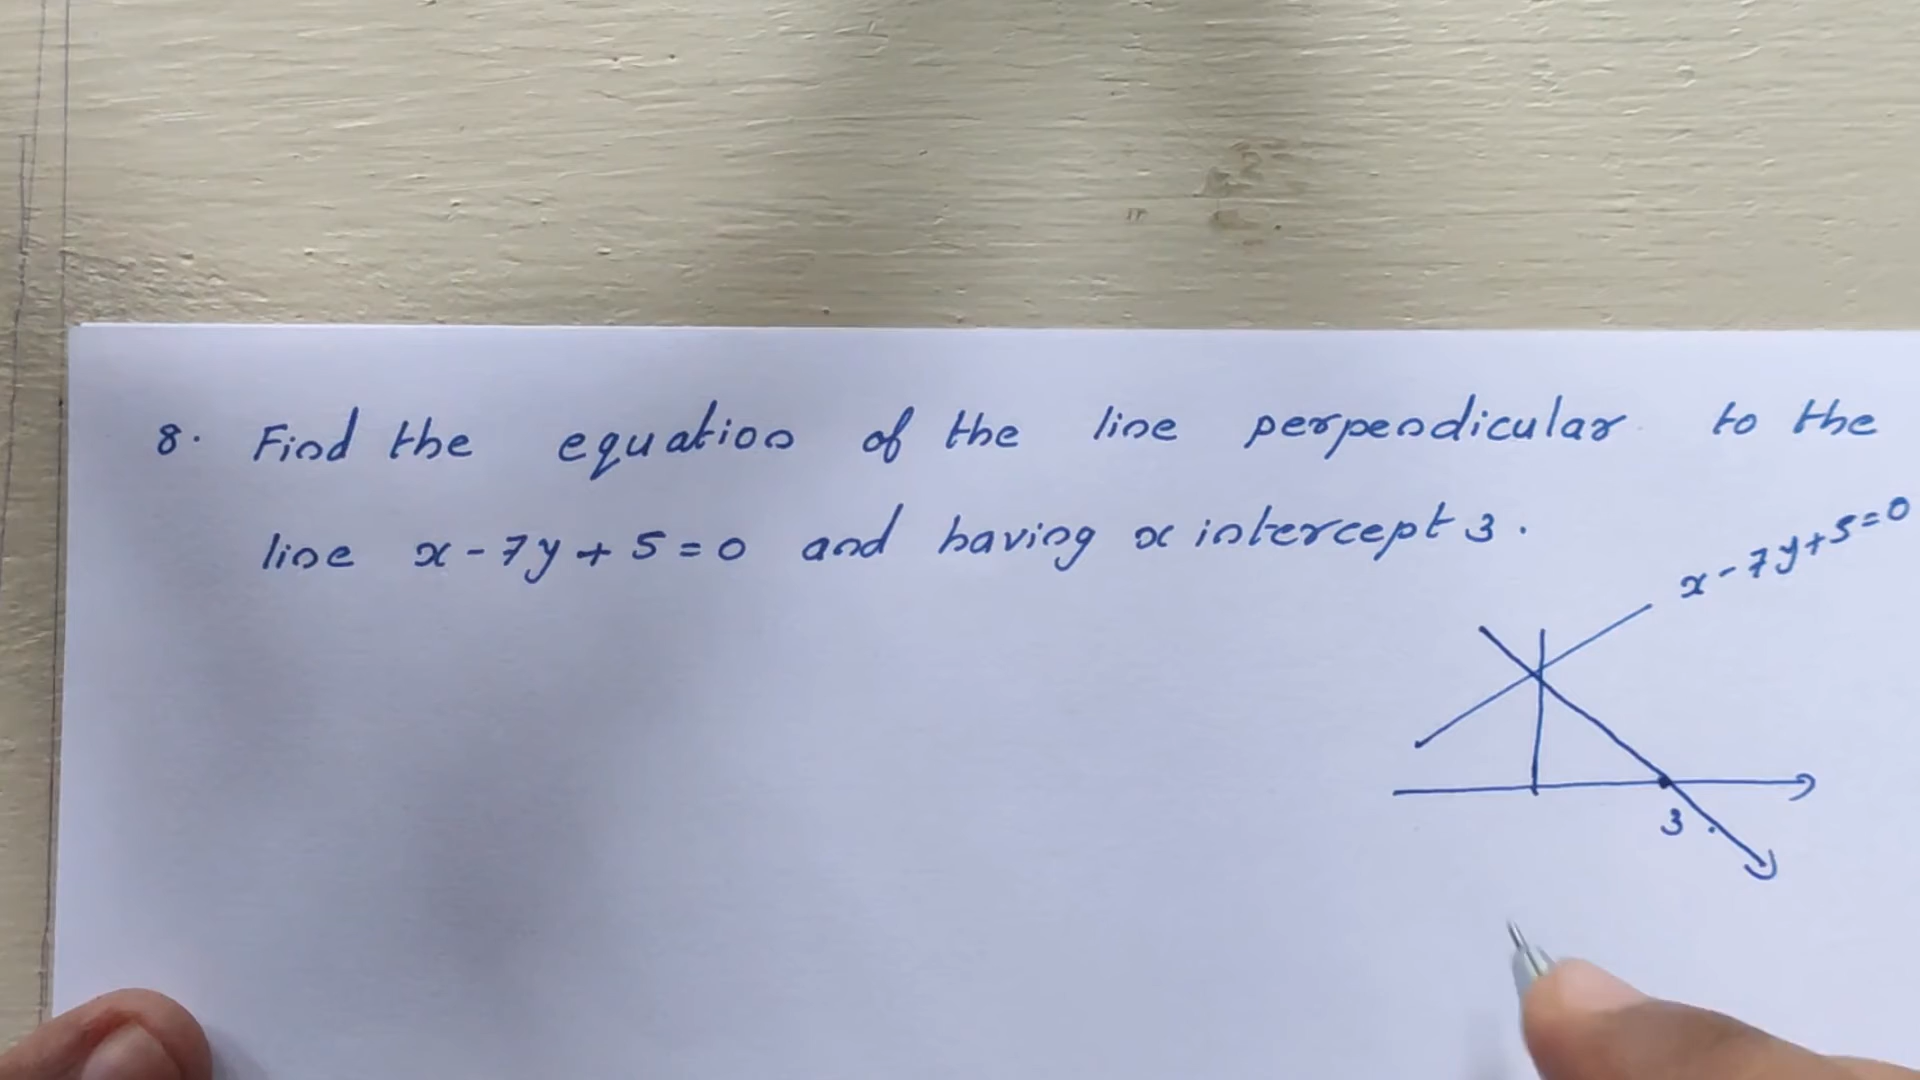 8. Find the equation of the line perpendicular to the
line x - 7y + 5 = 0 and having x intercept 3.
x - 7y + 5 = 0
3